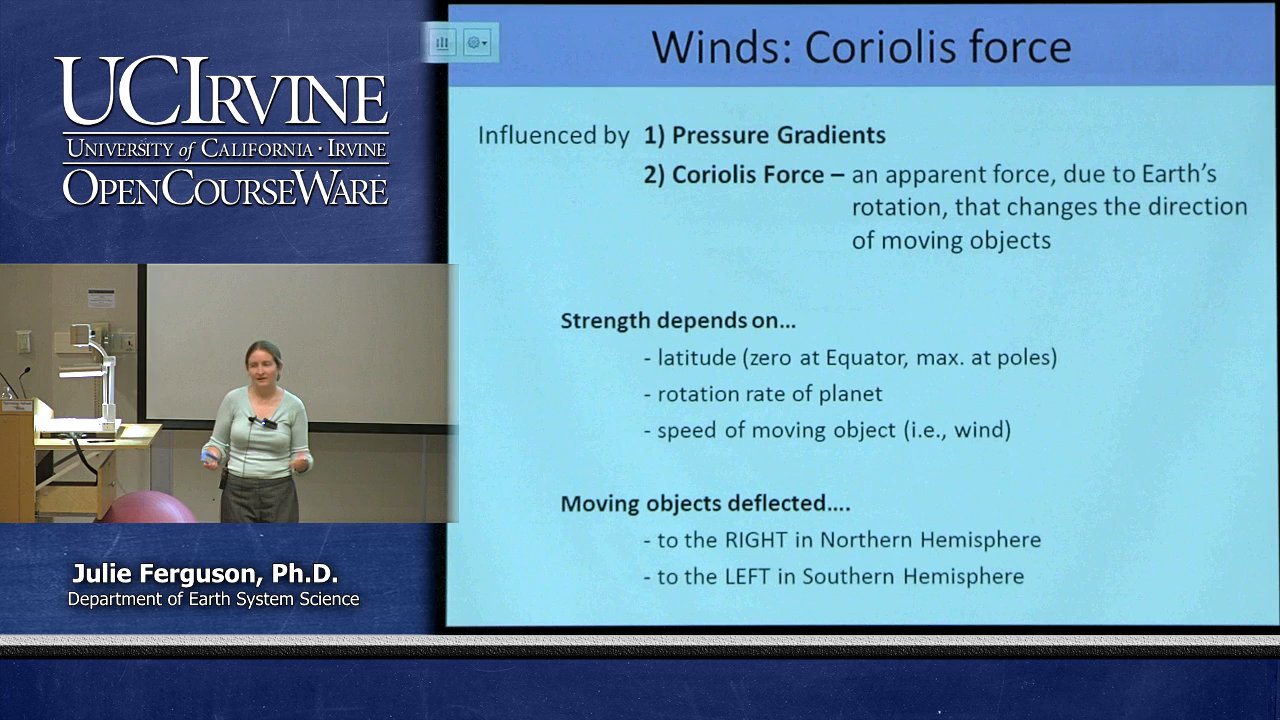 UCIRVINE
UNIVERSITY of CALIFORNIA · IRVINE
OPENCOURSEWARE
Winds: Coriolis force
Influenced by 1) Pressure Gradients
2) Coriolis Force – an apparent force, due to Earth's
rotation, that changes the direction
of moving objects
Strength depends on...
- latitude (zero at Equator, max. at poles)
- rotation rate of planet
- speed of moving object (i.e., wind)
Moving objects deflected....
- to the RIGHT in Northern Hemisphere
- to the LEFT in Southern Hemisphere
Julie Ferguson, Ph.D.
Department of Earth System Science